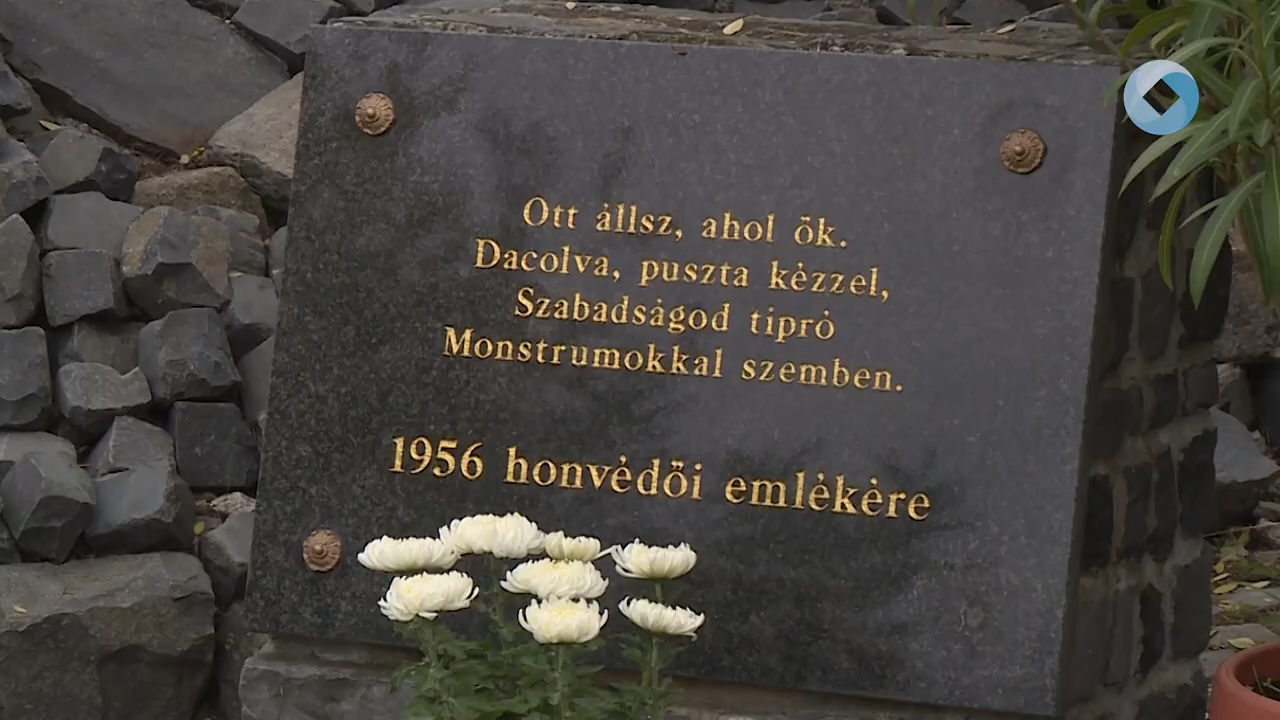 Ott állsz, ahol ők.
Dacolva, puszta kézzel,
Szabadságod tipró
Monstrumokkal szemben.
1956 honvédői emlékére